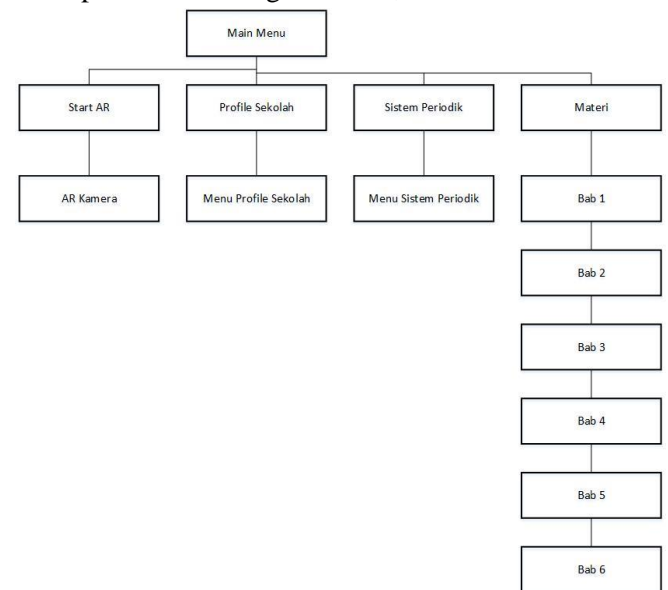 Main Menu
Start AR
Profile Sekolah
Sistem Periodik
Materi
AR Kamera
Menu Profile Sekolah
Menu Sistem Periodik
Bab 1
Bab 2
Bab 3
Bab 4
Bab 5
Bab 6